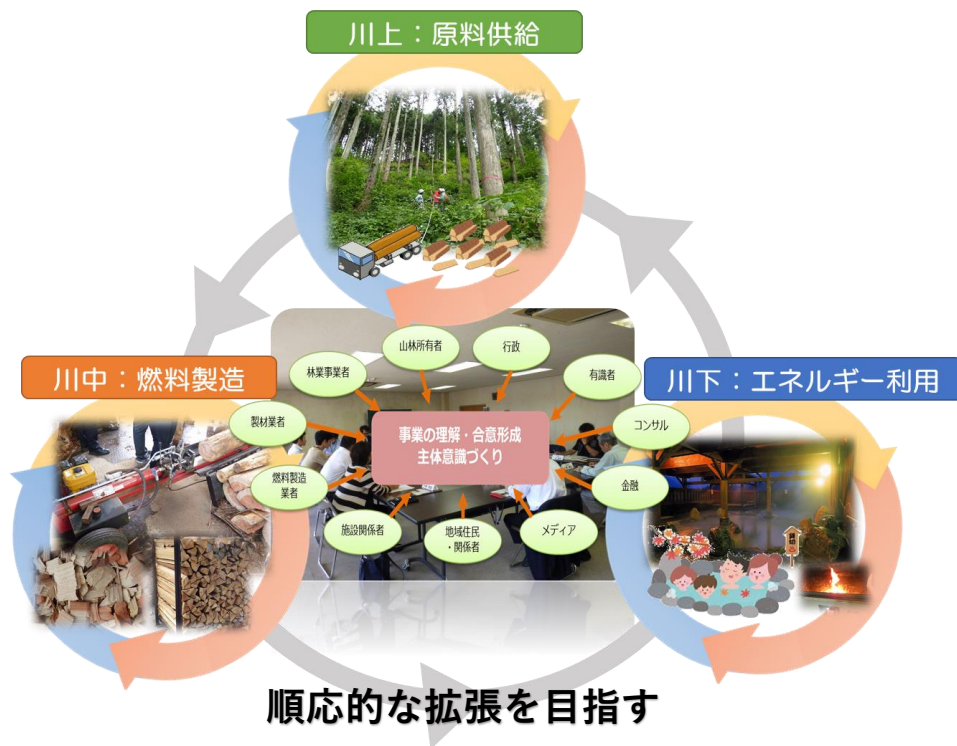 川上：原料供給
川中：燃料製造
川下：エネルギー利用
山林所有者
行政
林業事業者
有識者
製材業者
コンサル
事業の理解・合意形成
主体意識づくり
燃料製造
業者
金融
施設関係者
地域住民
・関係者
メディア
順応的な拡張を目指す